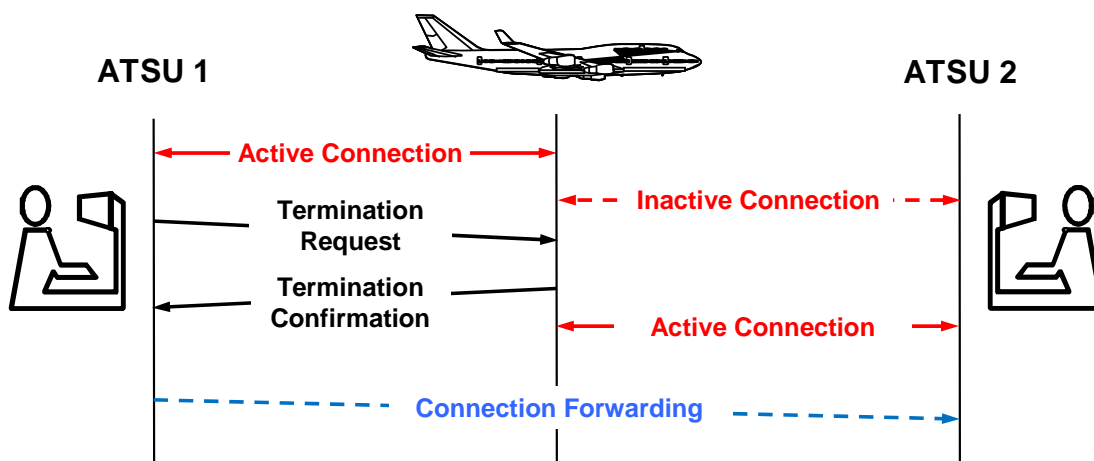 ATSU 1
ATSU 2
Active Connection
Inactive Connection
Termination
Request
Termination
Confirmation
Active Connection
Connection Forwarding